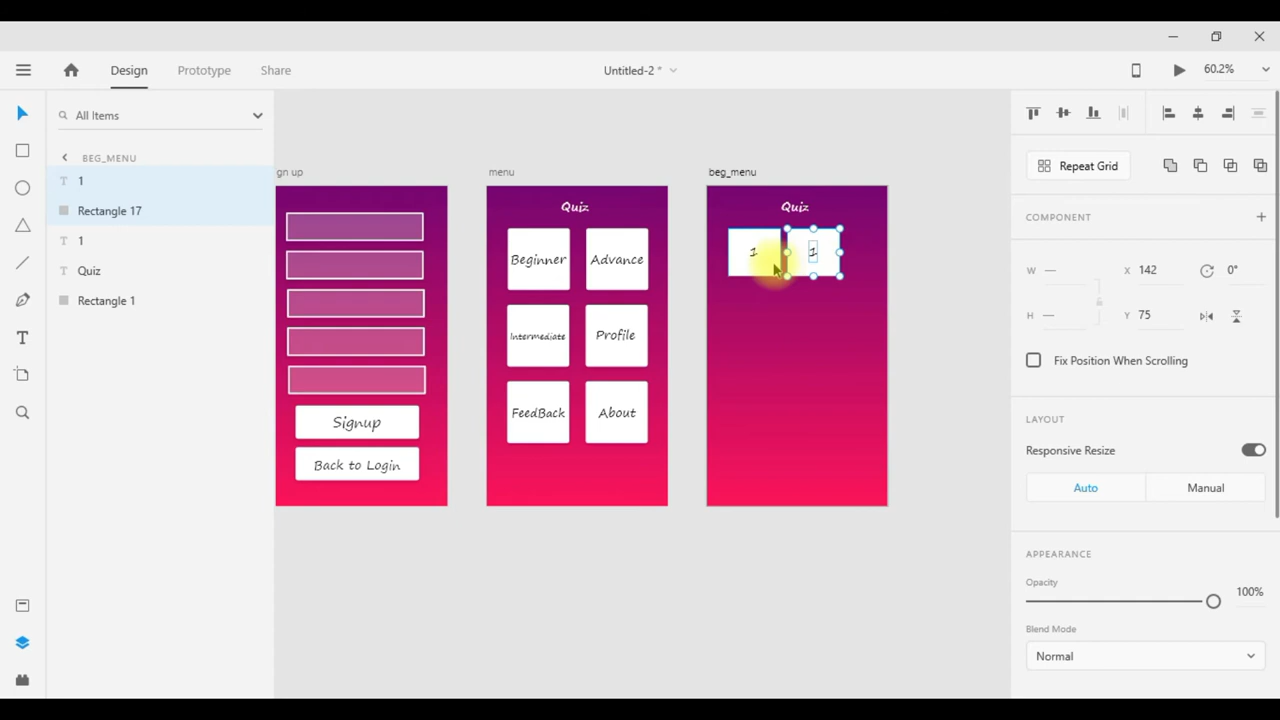 Design
Prototype
Share
Untitled-2 *
60.2%
All Items
BEG_MENU
1
Rectangle 17
1
Quiz
Rectangle 1
gn up
Signup
Back to Login
menu
Quiz
Beginner
Advance
Intermediate
Profile
FeedBack
About
beg_menu
Quiz
1
1
Repeat Grid
COMPONENT
W
X 142
0°
H
Y 75
Fix Position When Scrolling
LAYOUT
Responsive Resize
Auto
Manual
APPEARANCE
Opacity
100%
Blend Mode
Normal